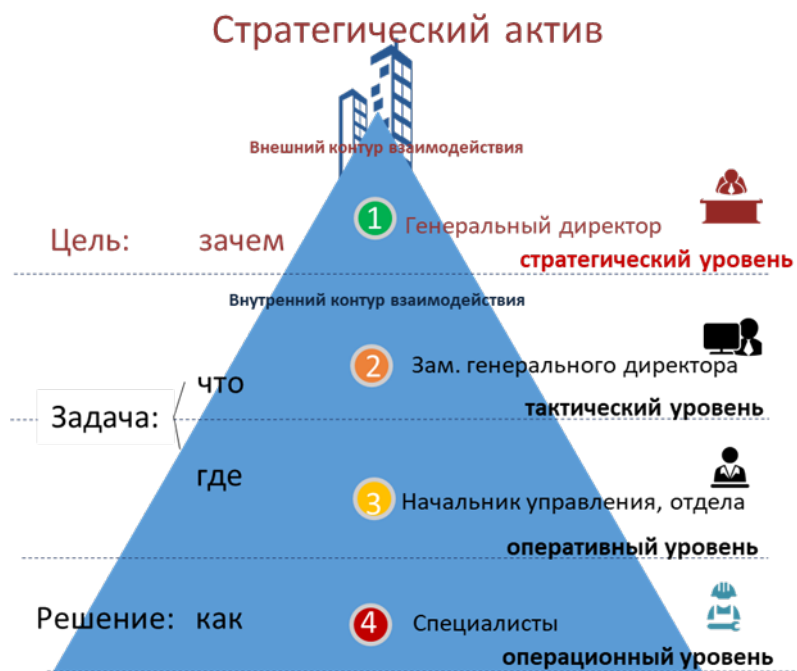 Стратегический актив
Внешний контур взаимодействия
1
Генеральный директор
Цель: зачем
стратегический уровень
Внутренний контур взаимодействия
2
Зам. генерального директора
что
тактический уровень
Задача:
где
3
Начальник управления, отдела
оперативный уровень
Решение: как
4
Специалисты
операционный уровень